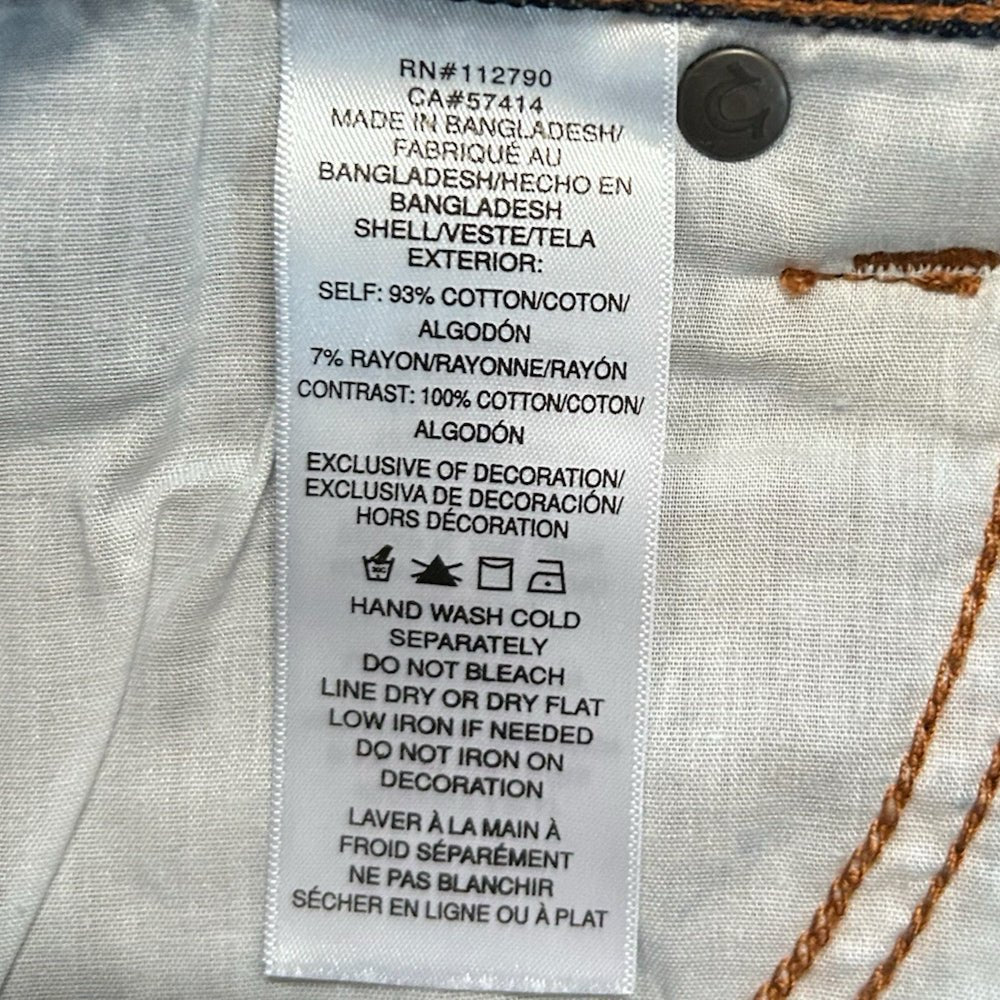 RN#112790
CA#57414
MADE IN BANGLADESH/
FABRIQUÉ AU
BANGLADESH/HECHO EN
BANGLADESH
SHELL/VESTE/TELA
EXTERIOR:
SELF: 93% COTTON/COTON/
ALGODÓN
7% RAYON/RAYONNE/RAYÓN
CONTRAST: 100% COTTON/COTON/
ALGODÓN
EXCLUSIVE OF DECORATION/
EXCLUSIVA DE DECORACIÓN/
HORS DÉCORATION
30C
HAND WASH COLD
SEPARATELY
DO NOT BLEACH
LINE DRY OR DRY FLAT
LOW IRON IF NEEDED
DO NOT IRON ON
DECORATION
LAVER À LA MAIN À
FROID SÉPARÉMENT
NE PAS BLANCHIR
SÉCHER EN LIGNE OU À PLAT